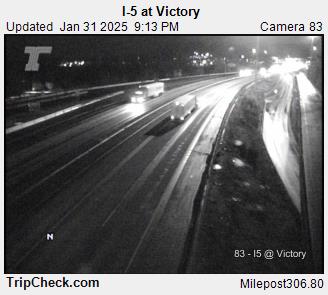 I-5 at Victory
Updated Jan 31 2025 9:13 PM Camera 83
T
N
83 - I5 @ Victory
TripCheck.com Milepost306.80